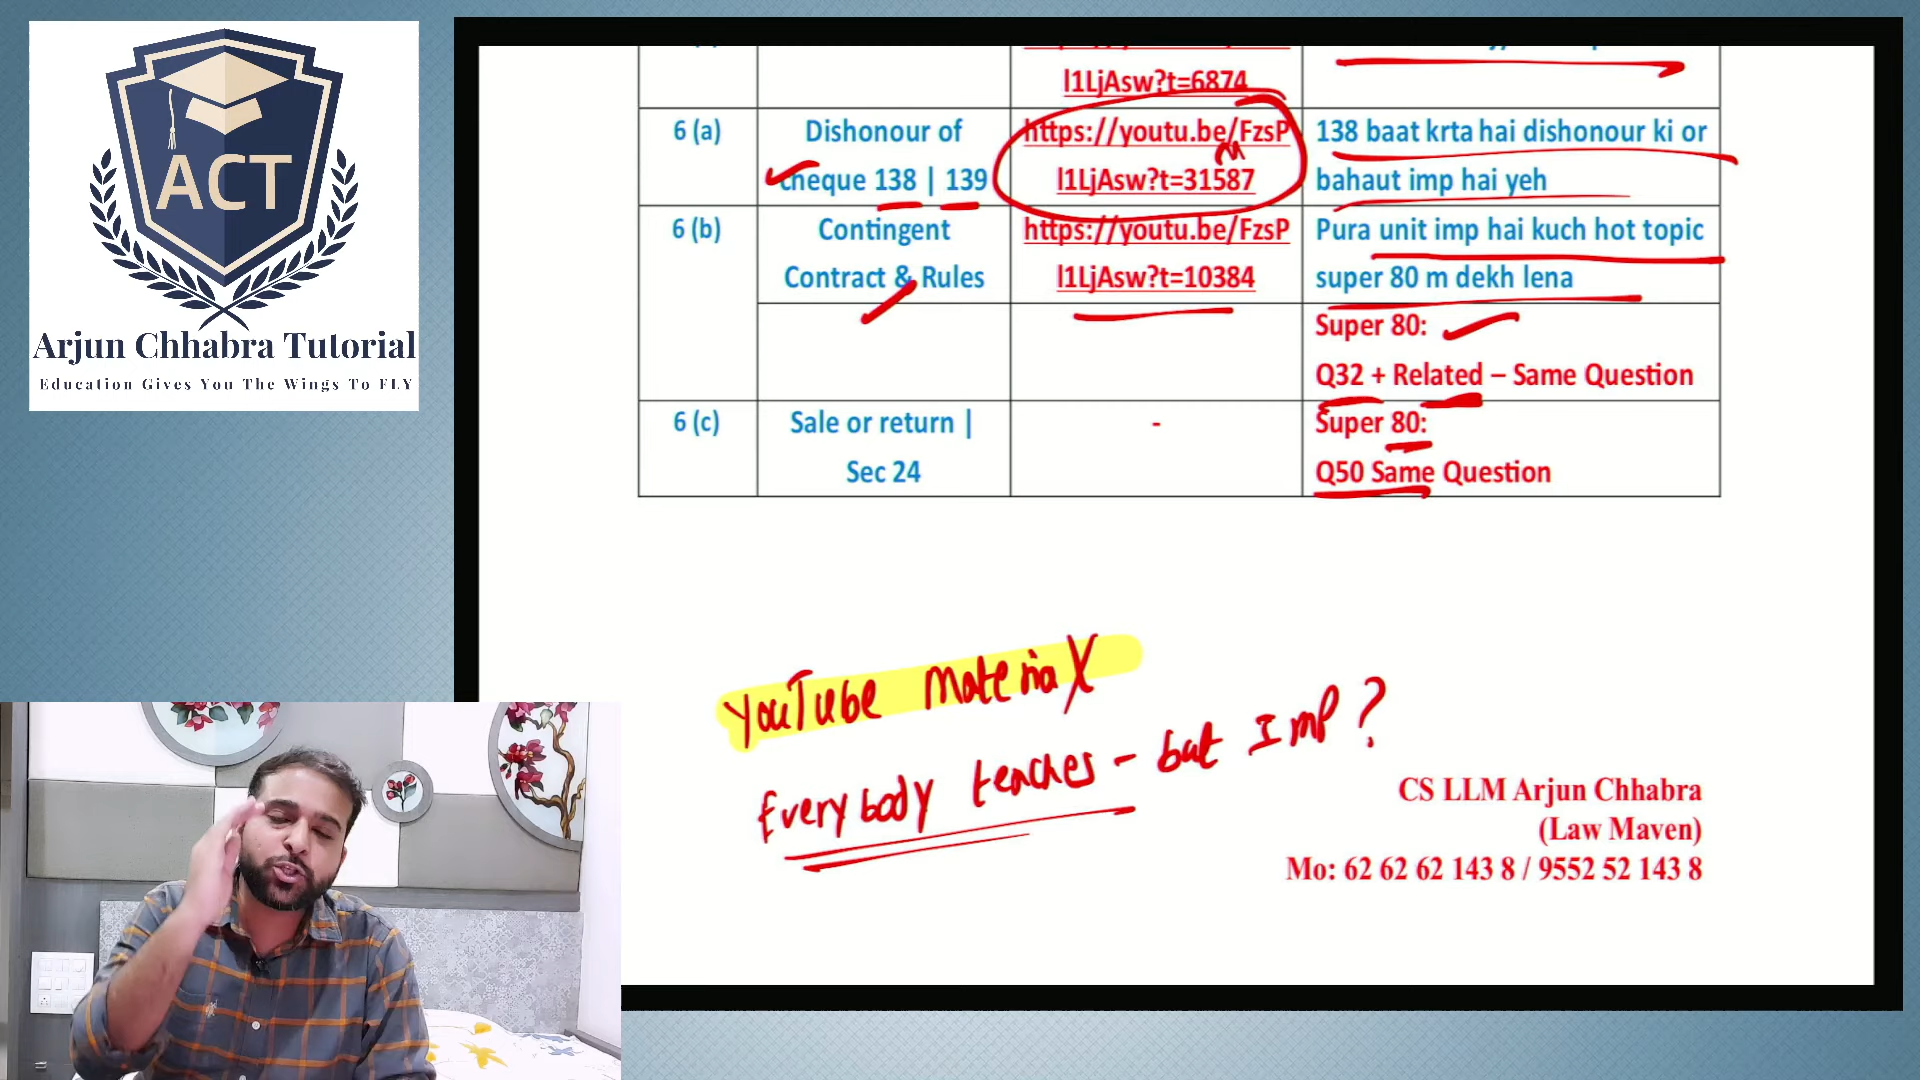 ACT
Arjun Chhabra Tutorial
Education Gives You The Wings To FLY
l1LjAsw?t=6874
6 (a)
Dishonour of
cheque 138 | 139
https://youtu.be/FzsP
l1LjAsw?t=31587
138 baat krta hai dishonour ki or
bahaut imp hai yeh
6 (b)
Contingent
Contract & Rules
https://youtu.be/FzsP
l1LjAsw?t=10384
Pura unit imp hai kuch hot topic
super 80 m dekh lena
Super 80:
Q32 + Related – Same Question
6 (c)
Sale or return |
Sec 24
-
Super 80:
Q50 Same Question
YouTube Material
Everybody teaches - but Imp ?
CS LLM Arjun Chhabra
(Law Maven)
Mo: 62 62 62 143 8 / 9552 52 143 8